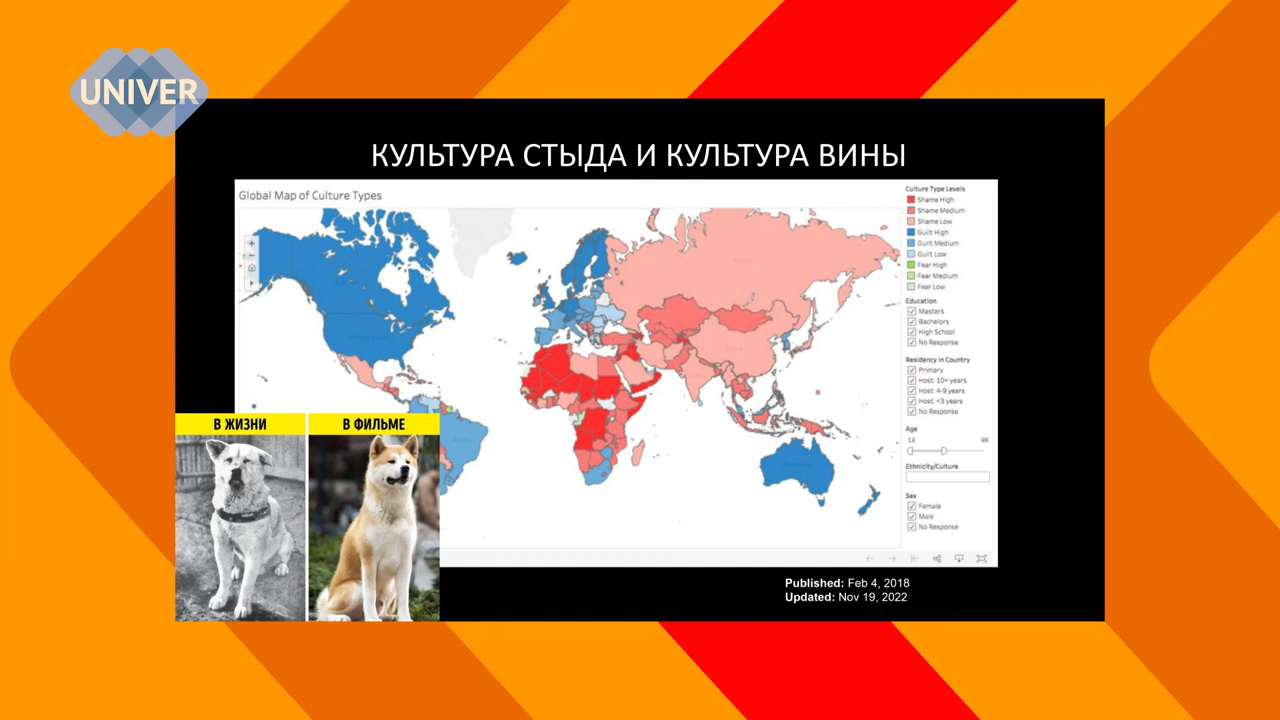 UNIVER
КУЛЬТУРА СТЫДА И КУЛЬТУРА ВИНЫ
Global Map of Culture Types
Culture Type Levels
Shame High
Shame Medium
Shame Low
Guilt High
Guilt Medium
Guilt Low
Fear High
Fear Medium
Fear Low
Education
Masters
Bachelors
High School
No Response
Residency in Country
Primary
Host: 10+ years
Host: 4-9 years
Host: <3 years
No Response
Age
13 90
Ethnicity/Culture
Sex
Female
Male
No Response
В ЖИЗНИ
В ФИЛЬМЕ
Published: Feb 4, 2018
Updated: Nov 19, 2022